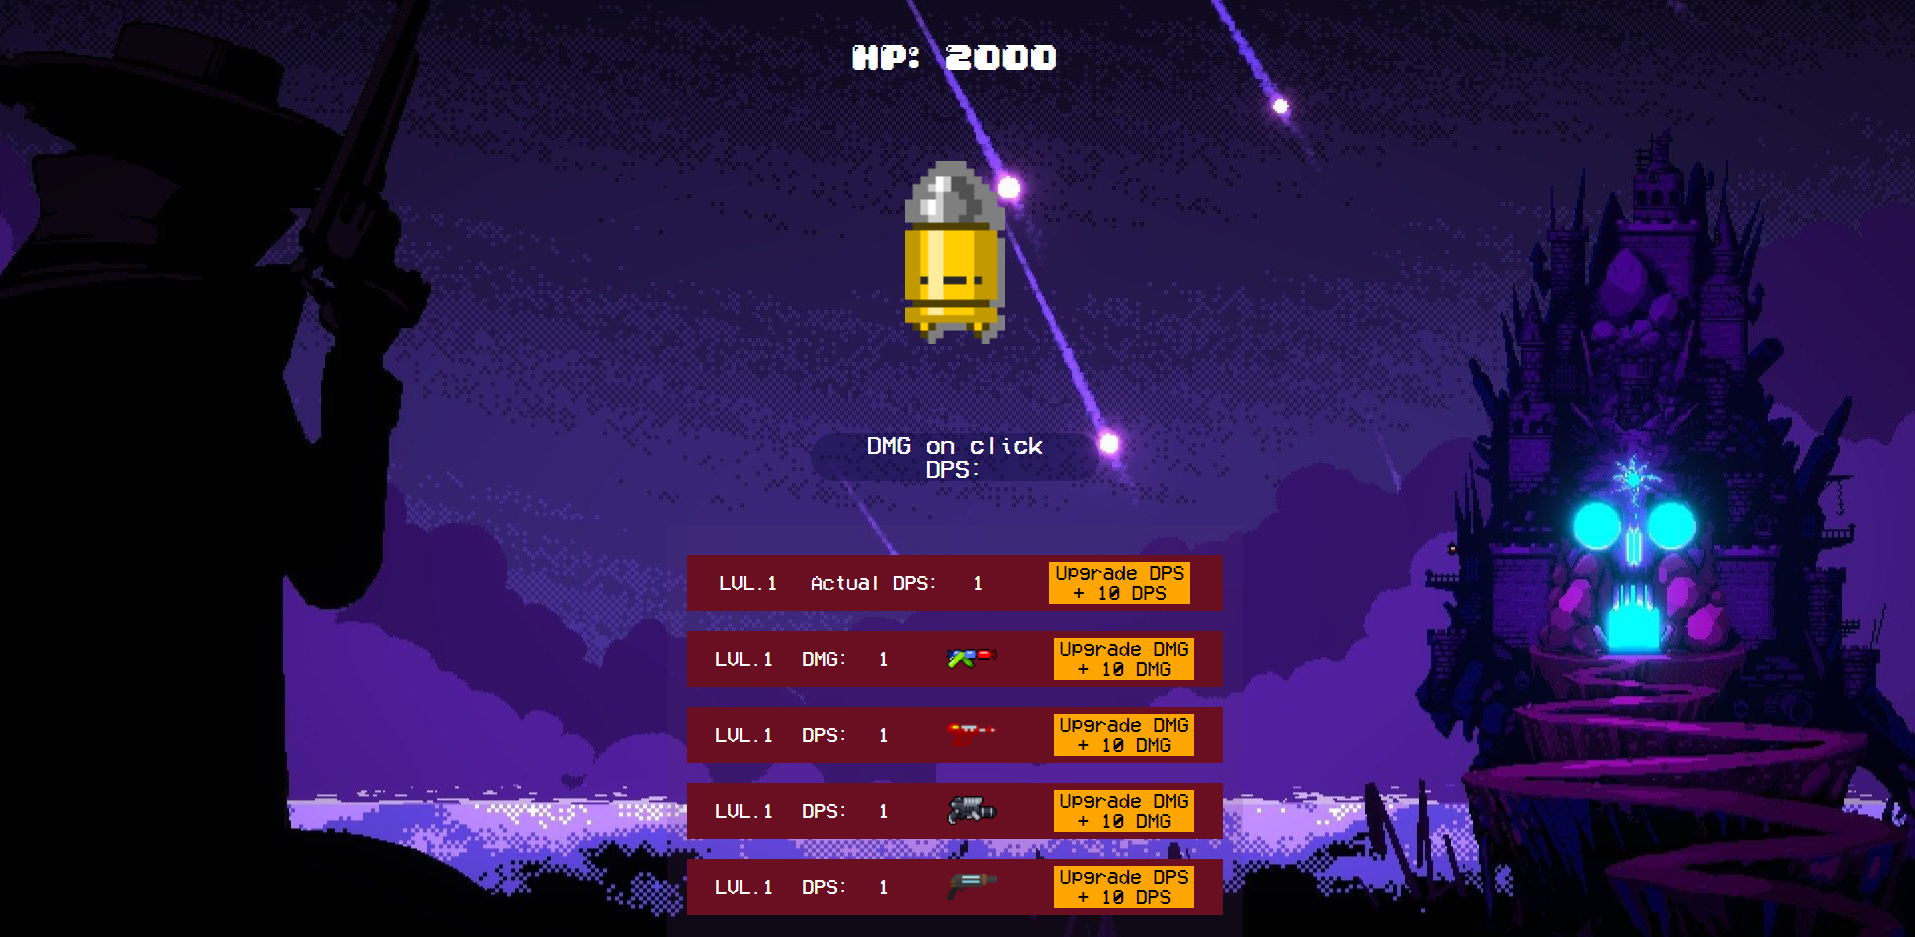 HP: 2000
DMG on click
DPS:
LVL.1 Actual DPS: 1
Upgrade DPS
+ 10 DPS
LVL.1 DMG: 1
Upgrade DMG
+ 10 DMG
LVL.1 DPS: 1
Upgrade DMG
+ 10 DMG
LVL.1 DPS: 1
Upgrade DMG
+ 10 DMG
LVL.1 DPS: 1
Upgrade DPS
+ 10 DPS